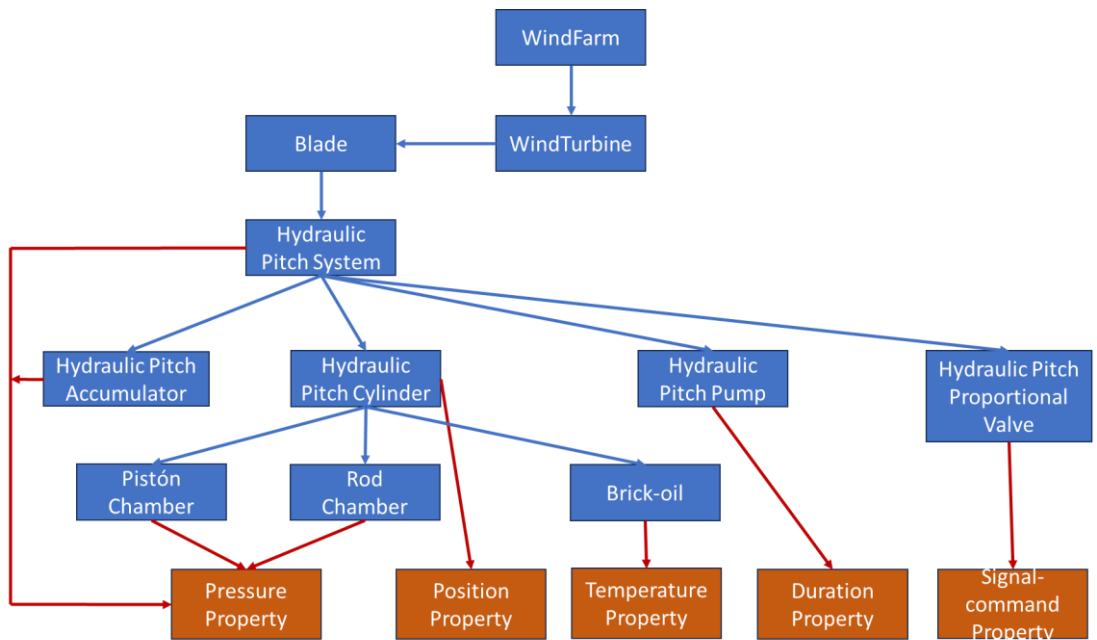 WindFarm
Blade
WindTurbine
Hydraulic
Pitch System
Hydraulic Pitch
Accumulator
Hydraulic
Pitch Cylinder
Hydraulic
Pitch Pump
Hydraulic Pitch
Proportional
Valve
Pistón
Chamber
Rod
Chamber
Brick-oil
Pressure
Property
Position
Property
Temperature
Property
Duration
Property
Signal-
command
Property